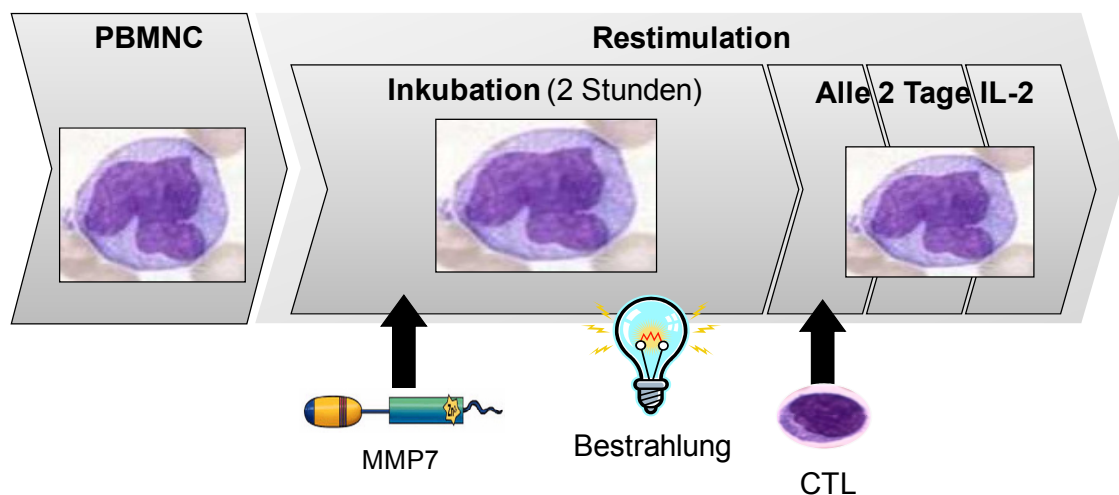 PBMNC
Restimulation
Inkubation (2 Stunden)
Alle 2 Tage IL-2
MMP7
Bestrahlung
CTL